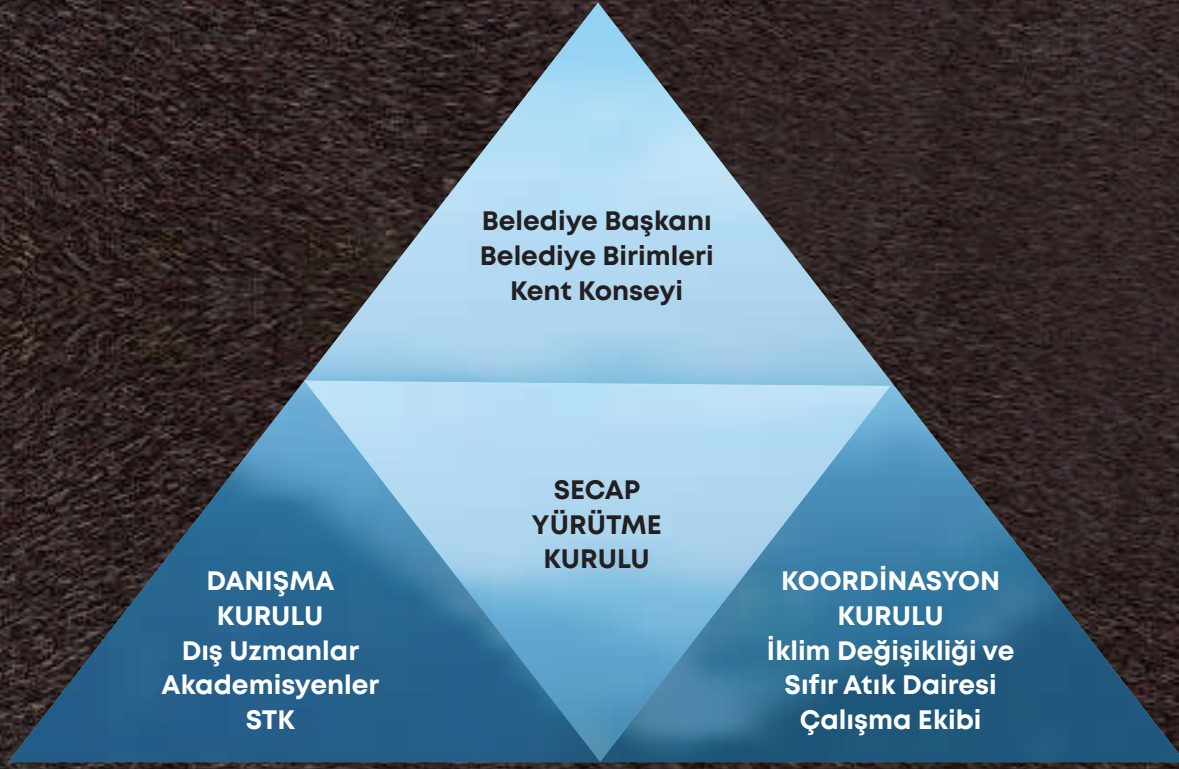 Belediye Başkanı
Belediye Birimleri
Kent Konseyi
SECAP
YÜRÜTME
KURULU
DANIŞMA
KURULU
Dış Uzmanlar
Akademisyenler
STK
KOORDİNASYON
KURULU
İklim Değişikliği ve
Sıfır Atık Dairesi
Çalışma Ekibi